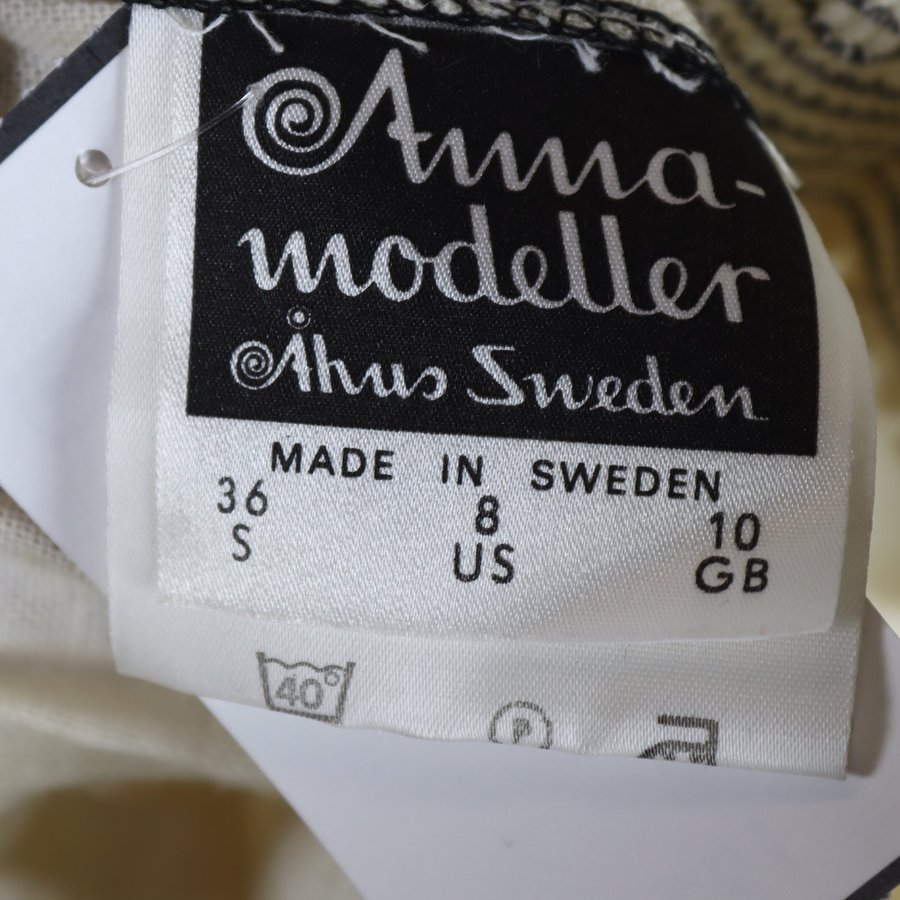 Anna-
modeller
Åhus Sweden
MADE IN SWEDEN
36 8 10
S US GB
40°
P